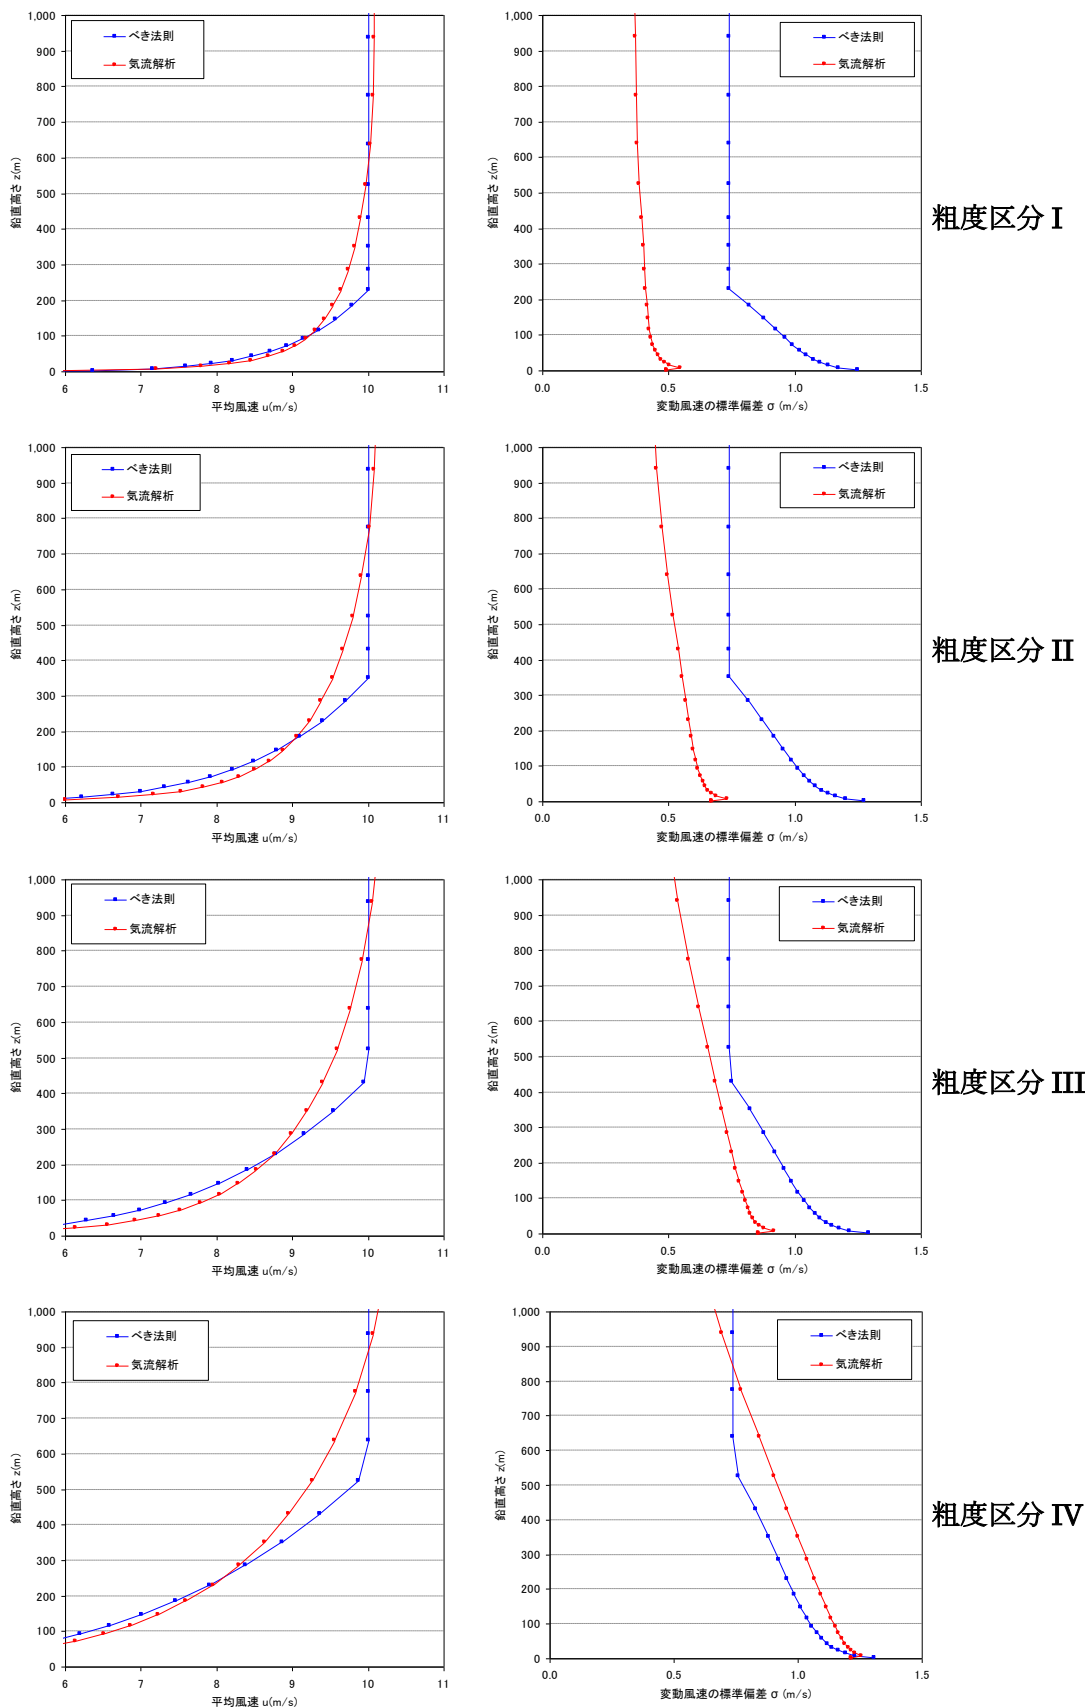 1,000
900
800
700
600
500
400
300
200
100
0
鉛直高さ z(m)
べき法則
気流解析
6 7 8 9 10 11
平均風速 u(m/s)
1,000
900
800
700
600
500
400
300
200
100
0
鉛直高さ z(m)
べき法則
気流解析
0.0 0.5 1.0 1.5
変動風速の標準偏差 σ (m/s)
粗度区分 I
1,000
900
800
700
600
500
400
300
200
100
0
鉛直高さ z(m)
べき法則
気流解析
6 7 8 9 10 11
平均風速 u(m/s)
1,000
900
800
700
600
500
400
300
200
100
0
鉛直高さ z(m)
べき法則
気流解析
0.0 0.5 1.0 1.5
変動風速の標準偏差 σ (m/s)
粗度区分 II
1,000
900
800
700
600
500
400
300
200
100
0
鉛直高さ z(m)
べき法則
気流解析
6 7 8 9 10 11
平均風速 u(m/s)
1,000
900
800
700
600
500
400
300
200
100
0
鉛直高さ z(m)
べき法則
気流解析
0.0 0.5 1.0 1.5
変動風速の標準偏差 σ (m/s)
粗度区分 III
1,000
900
800
700
600
500
400
300
200
100
0
鉛直高さ z(m)
べき法則
気流解析
6 7 8 9 10 11
平均風速 u(m/s)
1,000
900
800
700
600
500
400
300
200
100
0
鉛直高さ z(m)
べき法則
気流解析
0.0 0.5 1.0 1.5
変動風速の標準偏差 σ (m/s)
粗度区分 IV